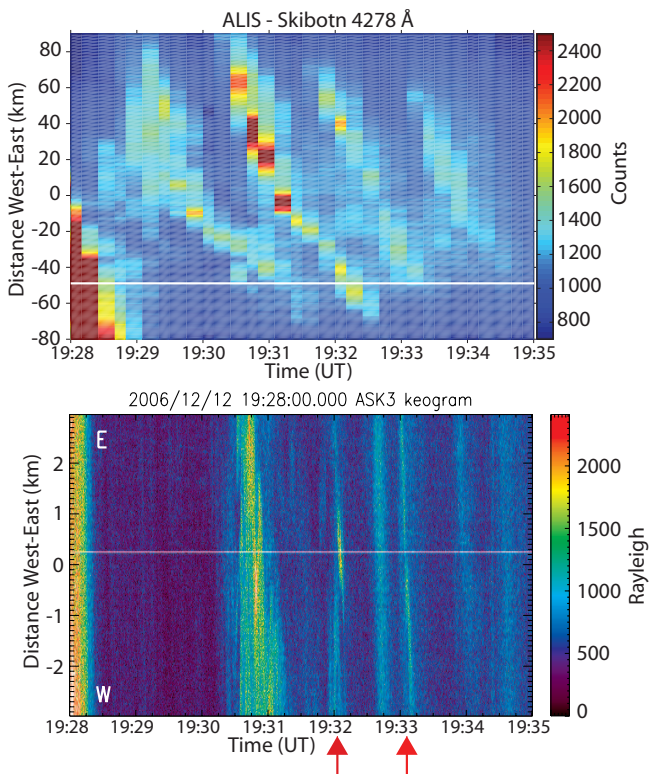 ALIS - Skibotn 4278 Å
Distance West-East (km)
80
60
40
20
0
-20
-40
-60
-80
19:28 19:29 19:30 19:31 19:32 19:33 19:34 19:35
Time (UT)
2400
2200
2000
1800
1600
1400
1200
1000
800
Counts
2006/12/12 19:28:00.000 ASK3 keogram
Distance West-East (km)
2
1
0
-1
-2
E
W
19:28 19:29 19:30 19:31 19:32 19:33 19:34 19:35
Time (UT)
2000
1500
1000
500
0
Rayleigh